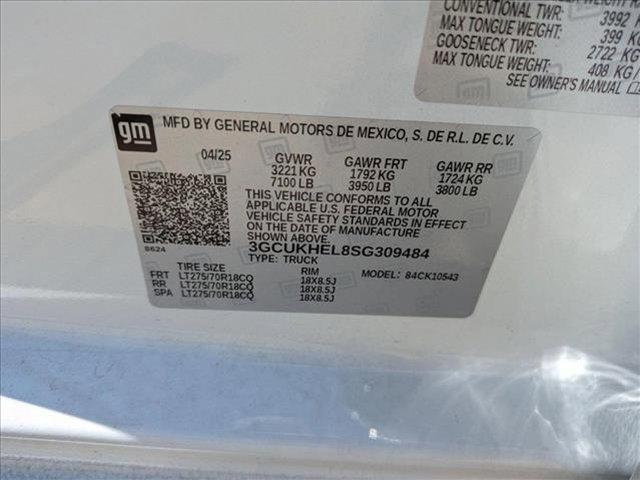 CONVENTIONAL TWR: 3992
MAX TONGUE WEIGHT: 399 KG
GOOSENECK TWR: 2722 KG
MAX TONGUE WEIGHT: 408 KG/
SEE OWNER'S MANUAL
gm
MFD BY GENERAL MOTORS DE MEXICO, S. DE R.L. DE C.V.
04/25 GVWR GAWR FRT GAWR RR
3221 KG 1792 KG 1724 KG
7100 LB 3950 LB 3800 LB
THIS VEHICLE CONFORMS TO ALL
APPLICABLE U.S. FEDERAL MOTOR
VEHICLE SAFETY STANDARDS IN EFFECT
ON THE DATE OF MANUFACTURE
SHOWN ABOVE.
8624 3GCUKHEL8SG309484
TYPE: TRUCK
TIRE SIZE RIM MODEL: 84CK10543
FRT LT275/70R18CQ 18X8.5J
RR LT275/70R18CQ 18X8.5J
SPA LT275/70R18CQ 18X8.5J